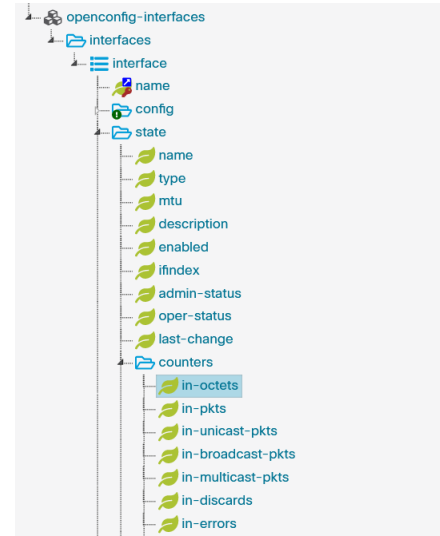 openconfig-interfaces
interfaces
interface
name
config
state
name
type
mtu
description
enabled
ifindex
admin-status
oper-status
last-change
counters
in-octets
in-pkts
in-unicast-pkts
in-broadcast-pkts
in-multicast-pkts
in-discards
in-errors